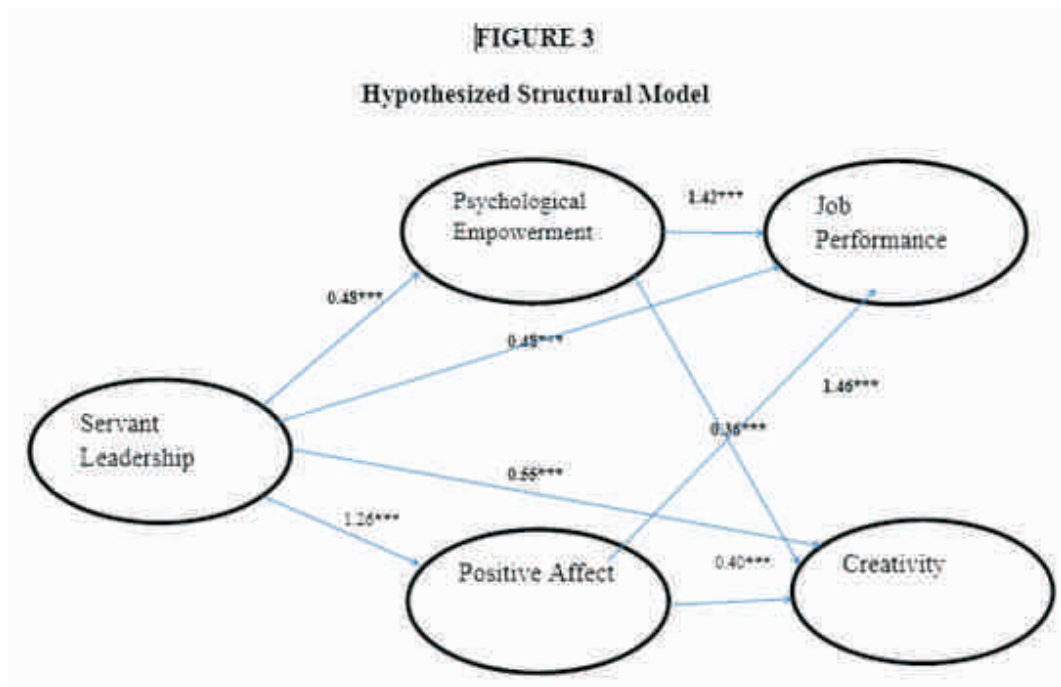 FIGURE 3
Hypothesized Structural Model
Psychological
Empowerment
1.42***
Job
Performance
0.48***
0.48***
1.46***
Servant
Leadership
0.36***
0.55***
1.26***
Positive Affect
0.40***
Creativity